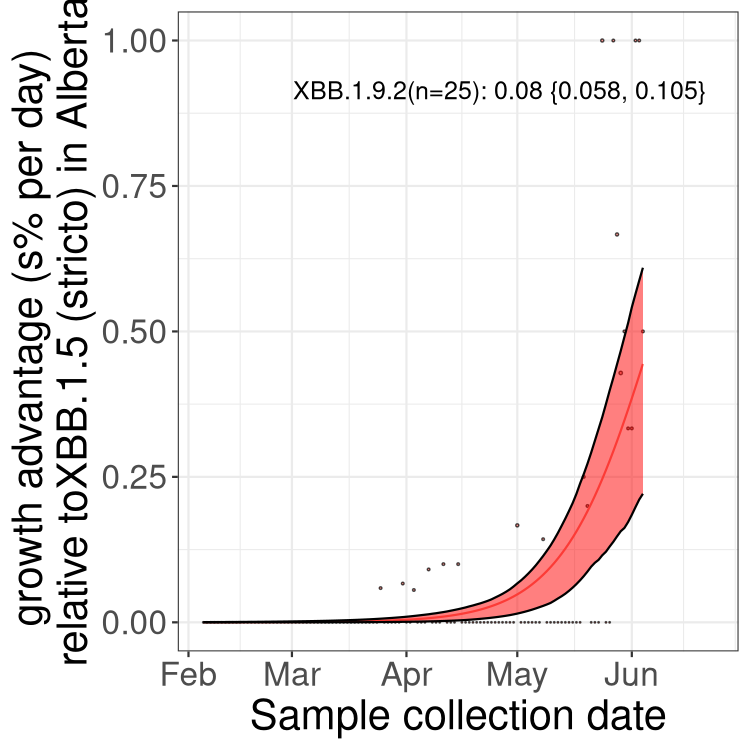 growth advantage (s% per day)
relative toXBB.1.5 (stricto) in Alberta
1.00
0.75
0.50
0.25
0.00
XBB.1.9.2(n=25): 0.08 {0.058, 0.105}
Feb Mar Apr May Jun
Sample collection date